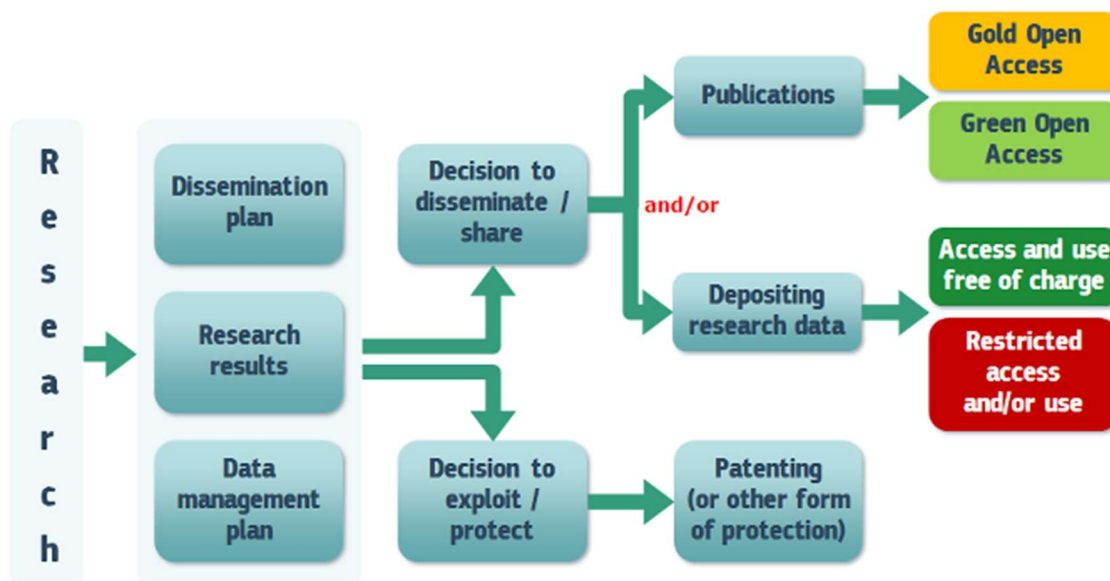 Research
Dissemination
plan
Research
results
Data
management
plan
Decision to
disseminate /
share
Decision to
exploit /
protect
and/or
Publications
Depositing
research data
Patenting
(or other form
of protection)
Gold Open
Access
Green Open
Access
Access and use
free of charge
Restricted
access
and/or use